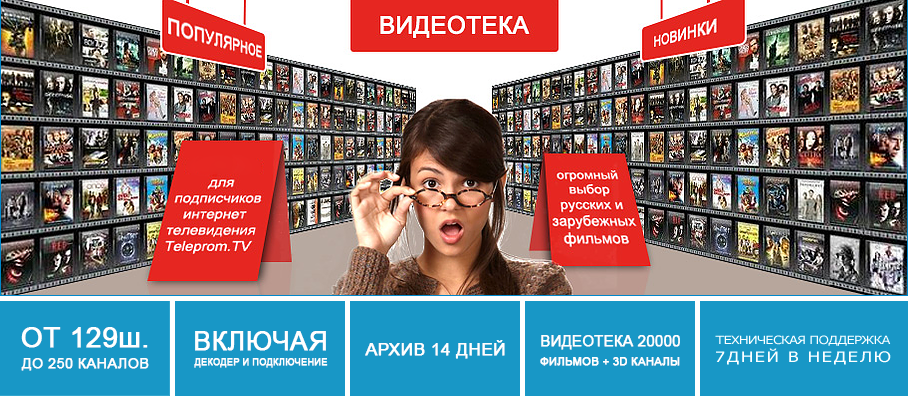 ПОПУЛЯРНОЕ
ВИДЕОТЕКА
НОВИНКИ
для
подписчиков
интернет
телевидения
Teleprom.TV
огромный
выбор
русских и
зарубежных
фильмов
ОТ 129ш.
ДО 250 КАНАЛОВ
ВКЛЮЧАЯ
ДЕКОДЕР И ПОДКЛЮЧЕНИЕ
АРХИВ 14 ДНЕЙ
ВИДЕОТЕКА 20000
ФИЛЬМОВ + 3D КАНАЛЫ
ТЕХНИЧЕСКАЯ ПОДДЕРЖКА
7ДНЕЙ В НЕДЕЛЮ